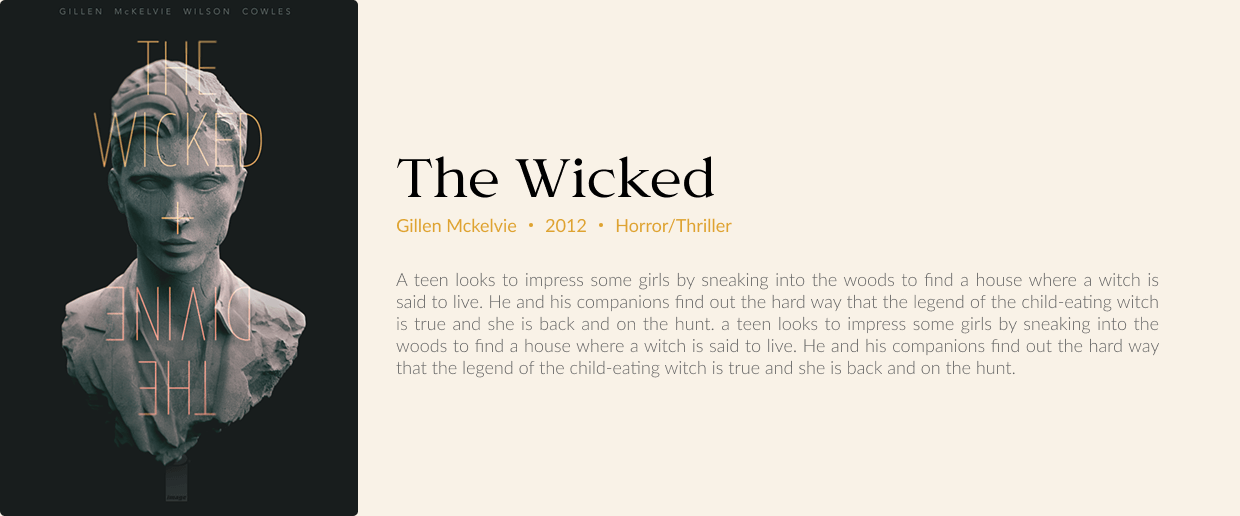 GILLEN McKELVIE WILSON COWLES
THE
WICKED
+
DIVINE
THE
image
The Wicked
Gillen Mckelvie • 2012 • Horror/Thriller
A teen looks to impress some girls by sneaking into the woods to find a house where a witch is
said to live. He and his companions find out the hard way that the legend of the child-eating witch
is true and she is back and on the hunt. a teen looks to impress some girls by sneaking into the
woods to find a house where a witch is said to live. He and his companions find out the hard way
that the legend of the child-eating witch is true and she is back and on the hunt.